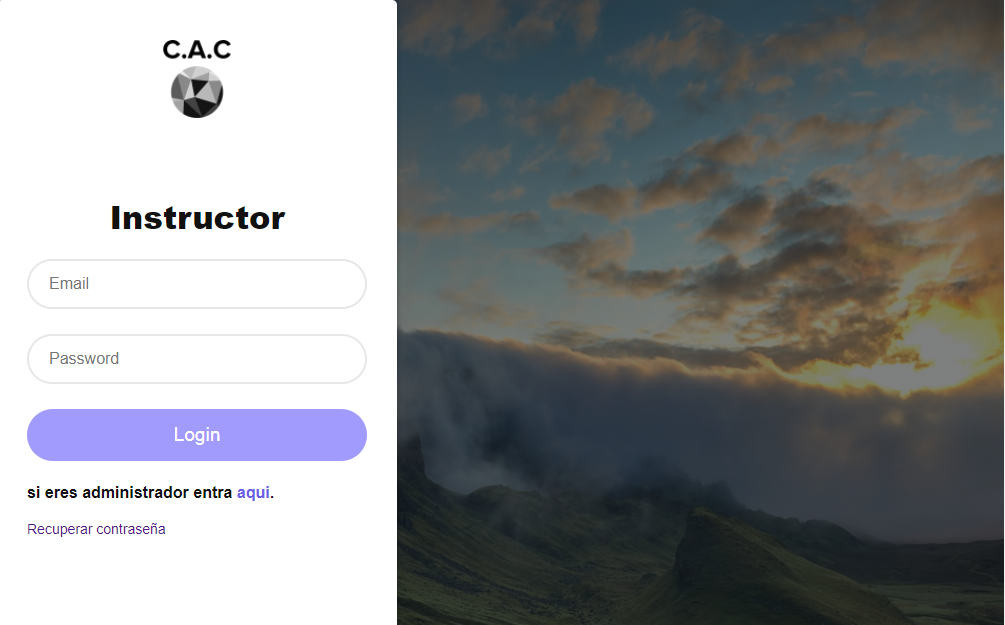 C.A.C
Instructor
Email
Password
Login
si eres administrador entra aqui.
Recuperar contraseña